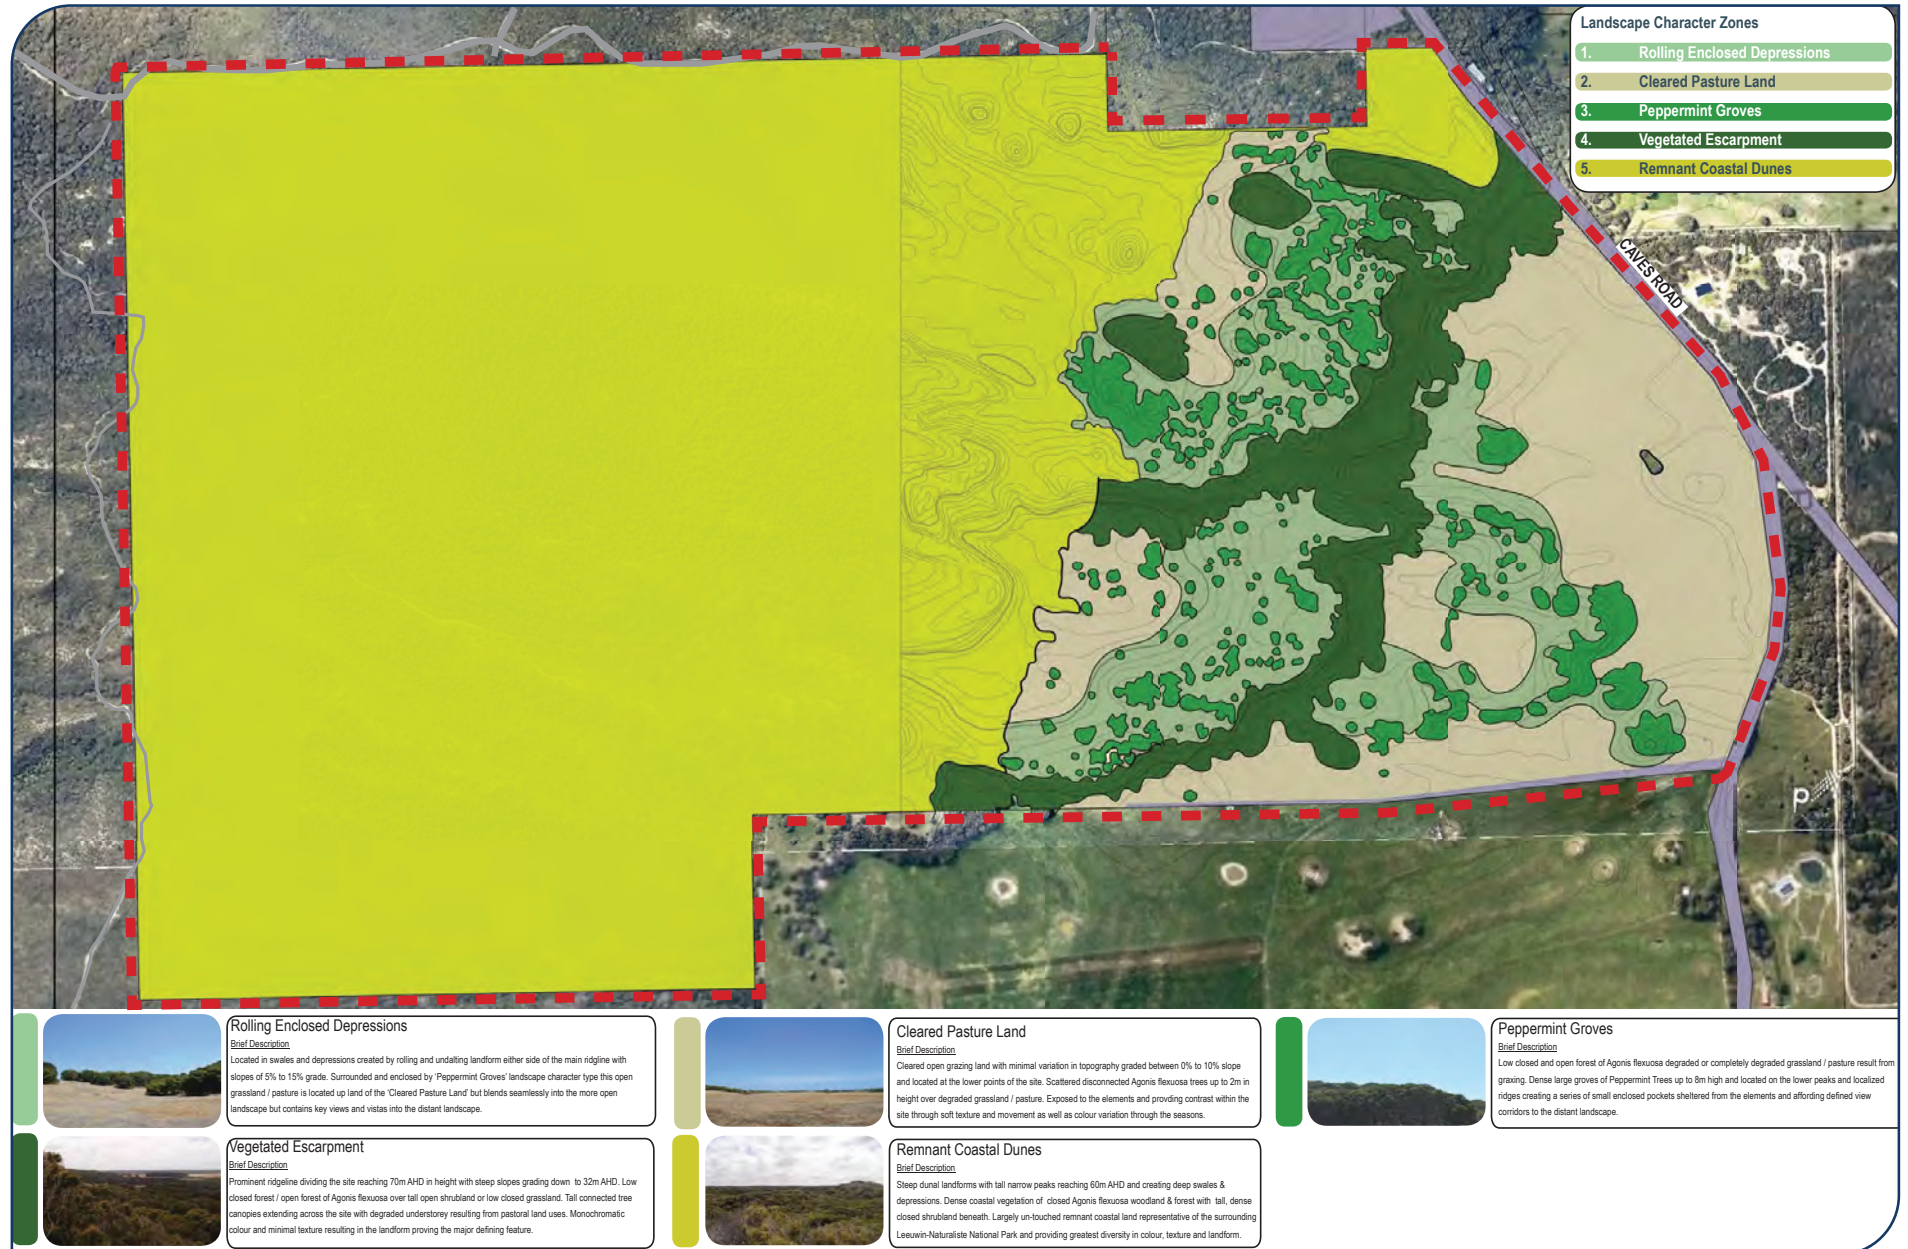 Landscape Character Zones
1. Rolling Enclosed Depressions
2. Cleared Pasture Land
3. Peppermint Groves
4. Vegetated Escarpment
5. Remnant Coastal Dunes
CAVES ROAD
P
Rolling Enclosed Depressions
Brief Description
Located in swales and depressions created by rolling and undalting landform either side of the main ridgline with
slopes of 5% to 15% grade. Surrounded and enclosed by 'Peppermint Groves' landscape character type this open
grassland / pasture is located up land of the 'Cleared Pasture Land' but blends seamlessly into the more open
landscape but contains key views and vistas into the distant landscape.
Cleared Pasture Land
Brief Description
Cleared open grazing land with minimal variation in topography graded between 0% to 10% slope
and located at the lower points of the site. Scattered disconnected Agonis flexuosa trees up to 2m in
height over degraded grassland / pasture. Exposed to the elements and provding contrast within the
site through soft texture and movement as well as colour variation through the seasons.
Peppermint Groves
Brief Description
Low closed and open forest of Agonis flexuosa degraded or completely degraded grassland / pasture result from
graxing. Dense large groves of Peppermint Trees up to 8m high and located on the lower peaks and localized
ridges creating a series of small enclosed pockets sheltered from the elements and affording defined view
corridors to the distant landscape.
Vegetated Escarpment
Brief Description
Prominent ridgeline dividing the site reaching 70m AHD in height with steep slopes grading down to 32m AHD. Low
closed forest / open forest of Agonis flexuosa over tall open shrubland or low closed grassland. Tall connected tree
canopies extending across the site with degraded understorey resulting from pastoral land uses. Monochromatic
colour and minimal texture resulting in the landform proving the major defining feature.
Remnant Coastal Dunes
Brief Description
Steep dunal landforms with tall narrow peaks reaching 60m AHD and creating deep swales &
depressions. Dense coastal vegetation of closed Agonis flexuosa woodland & forest with tall, dense
closed shrubland beneath. Largely un-touched remnant coastal land representative of the surrounding
Leeuwin-Naturaliste National Park and providing greatest diversity in colour, texture and landform.